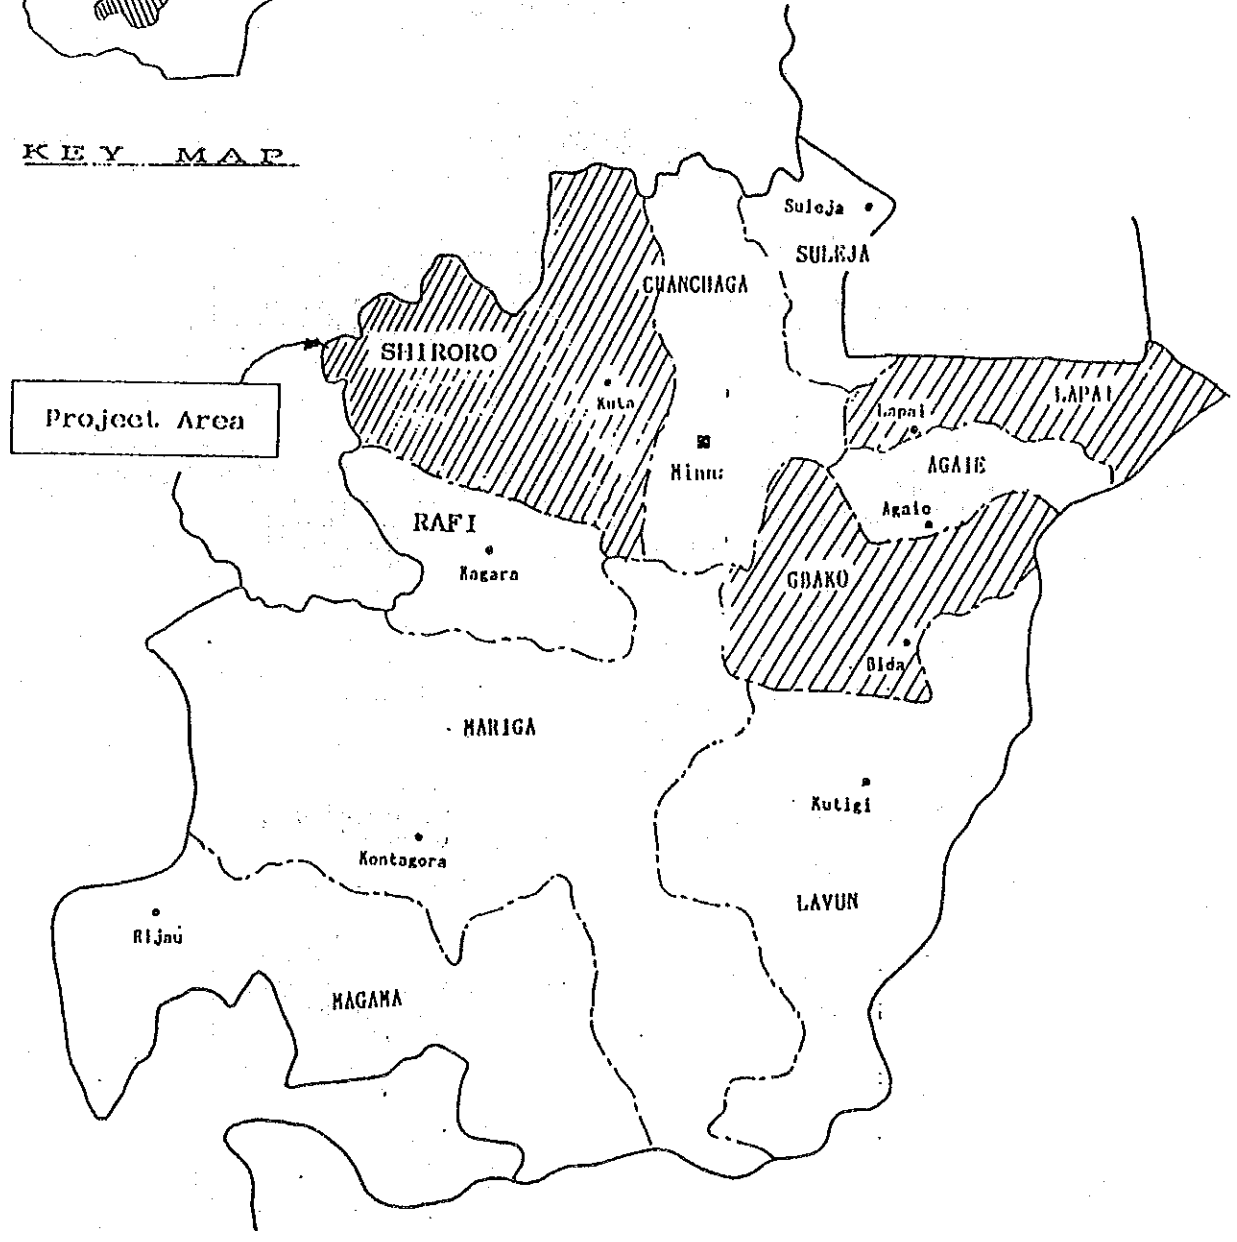 KEY MAP
Suleja
SULEJA
CHANCHAGA
SHIRORO
Kuta
LAPAI
Lapai
Project Area
Minna
AGAIE
Agaie
RAFI
Kagara
GBAKO
Bida
MARIGA
Kutigi
Kontagora
LAVUN
Rijau
MAGAMA